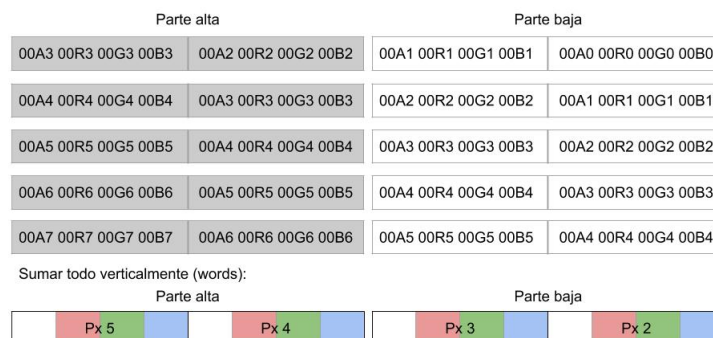 Parte alta Parte baja
00A3 00R3 00G3 00B3 00A2 00R2 00G2 00B2 00A1 00R1 00G1 00B1 00A0 00R0 00G0 00B0
00A4 00R4 00G4 00B4 00A3 00R3 00G3 00B3 00A2 00R2 00G2 00B2 00A1 00R1 00G1 00B1
00A5 00R5 00G5 00B5 00A4 00R4 00G4 00B4 00A3 00R3 00G3 00B3 00A2 00R2 00G2 00B2
00A6 00R6 00G6 00B6 00A5 00R5 00G5 00B5 00A4 00R4 00G4 00B4 00A3 00R3 00G3 00B3
00A7 00R7 00G7 00B7 00A6 00R6 00G6 00B6 00A5 00R5 00G5 00B5 00A4 00R4 00G4 00B4
Sumar todo verticalmente (words):
Parte alta Parte baja
Px 5 Px 4 Px 3 Px 2